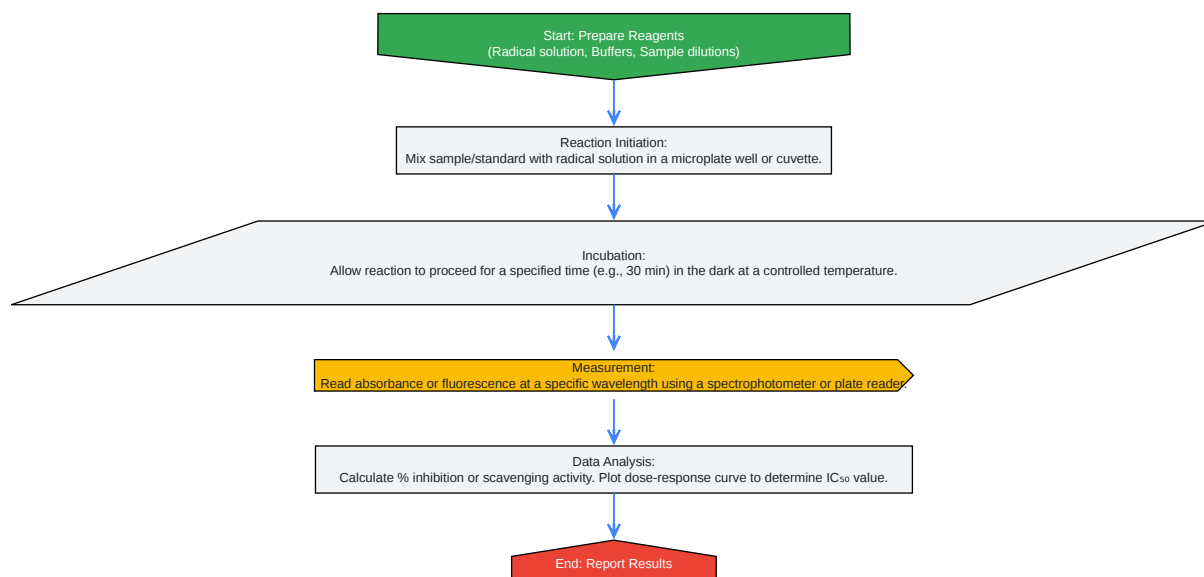 Start: Prepare Reagents
(Radical solution, Buffers, Sample dilutions)
Reaction Initiation:
Mix sample/standard with radical solution in a microplate well or cuvette.
Incubation:
Allow reaction to proceed for a specified time (e.g., 30 min) in the dark at a controlled temperature.
Measurement:
Read absorbance or fluorescence at a specific wavelength using a spectrophotometer or plate reader.
Data Analysis:
Calculate % inhibition or scavenging activity. Plot dose-response curve to determine IC₅₀ value.
End: Report Results